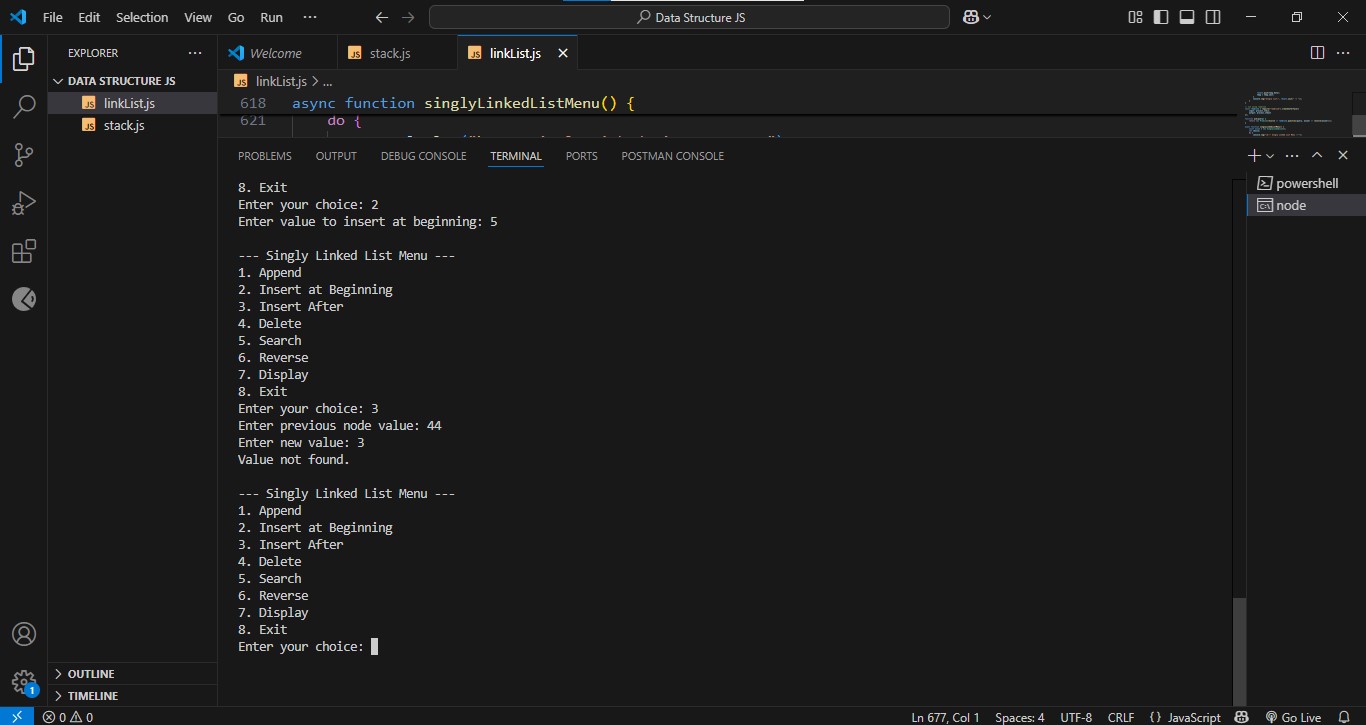 File Edit Selection View Go Run ···
Data Structure JS
EXPLORER ···
DATA STRUCTURE JS
JS linkList.js
JS stack.js
OUTLINE
TIMELINE
1
Welcome JS stack.js JS linkList.js
JS linkList.js > ...
618 async function singlyLinkedListMenu() {
621 do {
PROBLEMS OUTPUT DEBUG CONSOLE TERMINAL PORTS POSTMAN CONSOLE
8. Exit
Enter your choice: 2
Enter value to insert at beginning: 5
--- Singly Linked List Menu ---
1. Append
2. Insert at Beginning
3. Insert After
4. Delete
5. Search
6. Reverse
7. Display
8. Exit
Enter your choice: 3
Enter previous node value: 44
Enter new value: 3
Value not found.
--- Singly Linked List Menu ---
1. Append
2. Insert at Beginning
3. Insert After
4. Delete
5. Search
6. Reverse
7. Display
8. Exit
Enter your choice:
powershell
node
0 0 Ln 677, Col 1 Spaces: 4 UTF-8 CRLF {} JavaScript Go Live